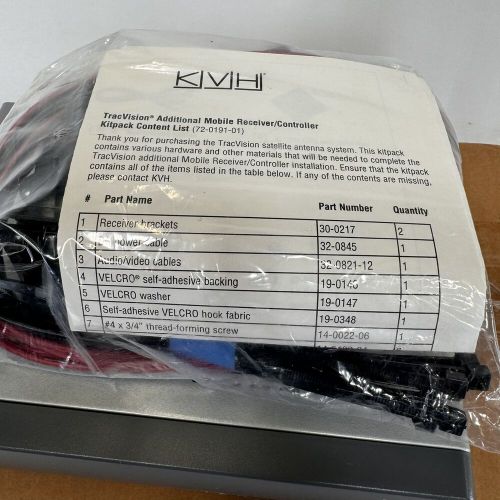 KVH
TracVision® Additional Mobile Receiver/Controller
Kitpack Content List (72-0191-01)
Thank you for purchasing the TracVision satellite antenna system. This kitpack
contains various hardware and other materials that will be needed to complete the
TracVision additional Mobile Receiver/Controller installation. Ensure that the kitpack
contains all of the items listed in the table below. If any of the contents are missing,
please contact KVH.
# Part Name Part Number Quantity
1 Receiver brackets 30-0217 2
2 power cable 32-0845 1
3 Audio/video cables 32-0821-12 1
4 VELCRO® self-adhesive backing 19-0146 1
5 VELCRO washer 19-0147 1
6 Self-adhesive VELCRO hook fabric 19-0348 1
7 #4 x 3/4" thread-forming screw 14-0022-06 1